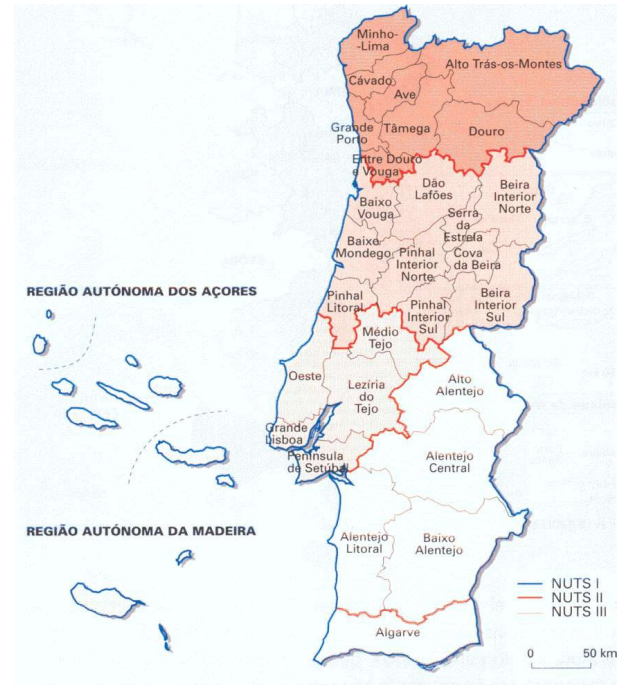 Minho-
-Lima
Alto Trás-os-Montes
Cávado
Ave
Grande
Porto
Tâmega
Douro
Entre Douro
e Vouga
Dão
Lafões
Beira
Interior
Norte
Baixo
Vouga
Serra
da
Estrela
Baixo
Mondego
Pinhal
Interior
Norte
Cova
da Beira
REGIÃO AUTÓNOMA DOS AÇORES
Pinhal
Litoral
Pinhal
Interior
Sul
Beira
Interior
Sul
Médio
Tejo
Oeste
Lezíria
do
Tejo
Alto
Alentejo
Grande
Lisboa
Península
de Setúbal
Alentejo
Central
REGIÃO AUTÓNOMA DA MADEIRA
Alentejo
Litoral
Baixo
Alentejo
NUTS I
NUTS II
NUTS III
Algarve
0 50 km